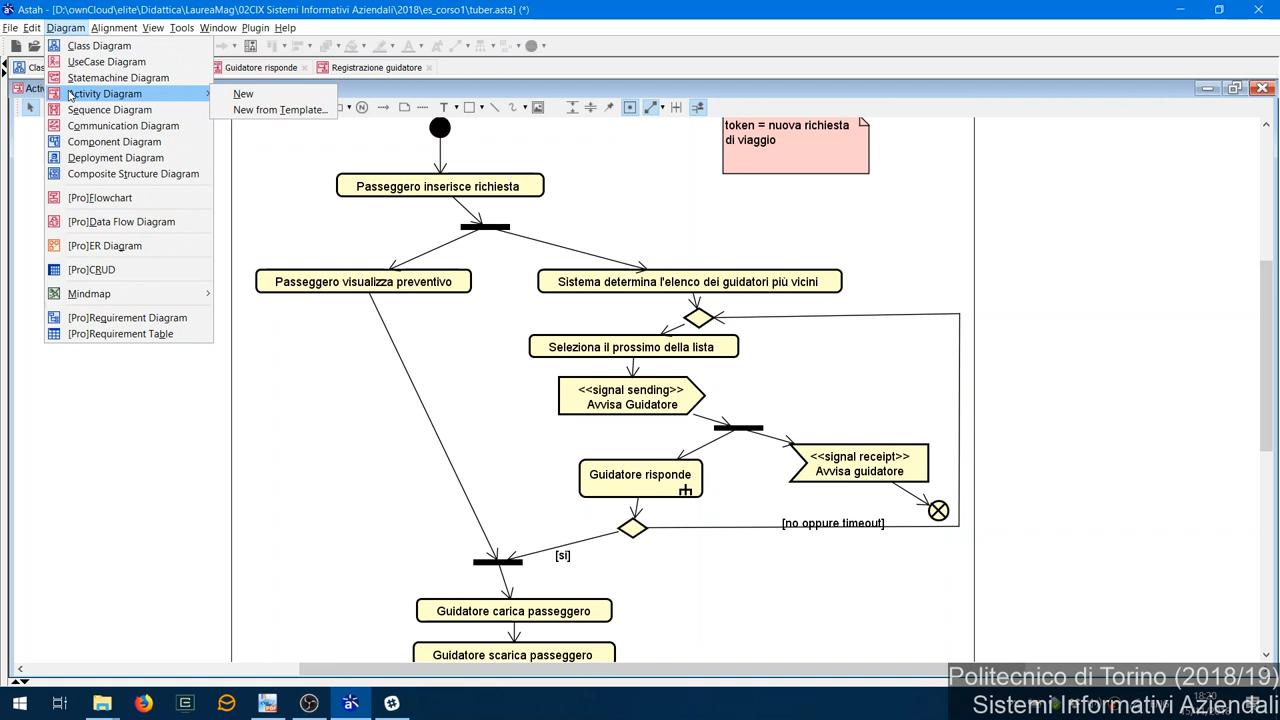 Astah - [D:\ownCloud\elite\Didattica\LaureaMag\02CIX Sistemi Informativi Aziendali\2018\es_corso1\tuber.asta] (*)
File Edit Diagram Alignment View Tools Window Plugin Help
Guidatore risponde
Registrazione guidatore
Class Diagram
UseCase Diagram
Statemachine Diagram
Activity Diagram
Sequence Diagram
Communication Diagram
Component Diagram
Deployment Diagram
Composite Structure Diagram
[Pro]Flowchart
[Pro]Data Flow Diagram
[Pro]ER Diagram
[Pro]CRUD
Mindmap
[Pro]Requirement Diagram
[Pro]Requirement Table
New
New from Template...
token = nuova richiesta
di viaggio
Passeggero inserisce richiesta
Passeggero visualizza preventivo
Sistema determina l'elenco dei guidatori più vicini
Seleziona il prossimo della lista
<<signal sending>>
Avvisa Guidatore
<<signal receipt>>
Avvisa guidatore
Guidatore risponde
[no oppure timeout]
[si]
Guidatore carica passeggero
Guidatore scarica passeggero
Politecnico di Torino (2018/19)
Sistemi Informativi Aziendali